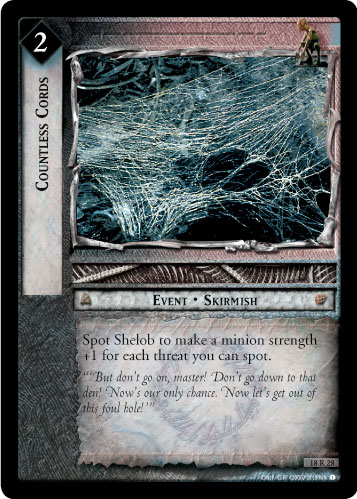 2
COUNTLESS CORDS
EVENT • SKIRMISH
Spot Shelob to make a minion strength
+1 for each threat you can spot.
"'But don't go on, master! Don't go down to that
den! Now's our only chance. Now let's get out of
this foul hole!'"
18 R 28